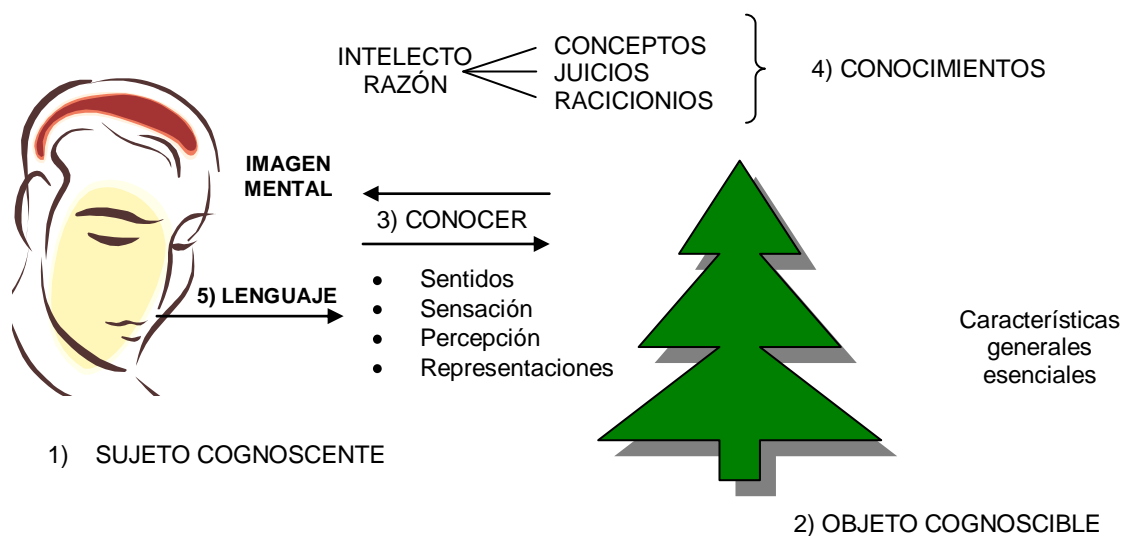 INTELECTO
RAZÓN
CONCEPTOS
JUICIOS
RACICIONIOS
4) CONOCIMIENTOS
IMAGEN
MENTAL
3) CONOCER
5) LENGUAJE
• Sentidos
• Sensación
• Percepción
• Representaciones
Características
generales
esenciales
1) SUJETO COGNOSCENTE
2) OBJETO COGNOSCIBLE